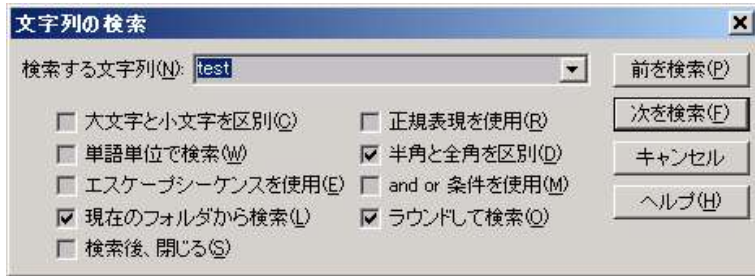 文字列の検索
検索する文字列(N): test
前を検索(P)
大文字と小文字を区別(C)
正規表現を使用(R)
次を検索(F)
単語単位で検索(W)
半角と全角を区別(D)
キャンセル
エスケープシーケンスを使用(E)
and or 条件を使用(M)
ヘルプ(H)
現在のフォルダから検索(L)
ラウンドして検索(O)
検索後、閉じる(S)